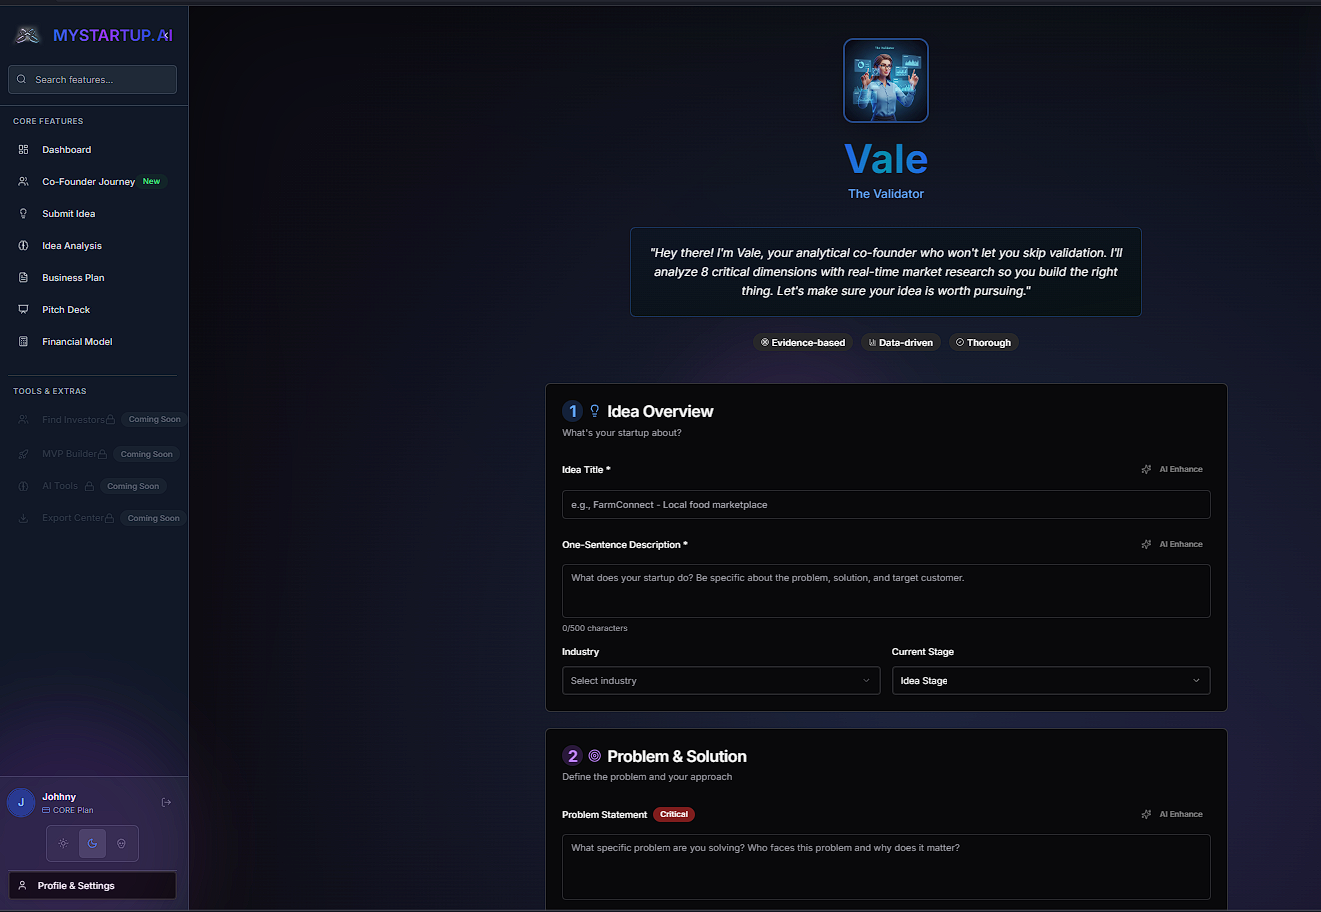 MYSTARTUP.AI
Search features...
CORE FEATURES
Dashboard
Co-Founder Journey New
Submit Idea
Idea Analysis
Business Plan
Pitch Deck
Financial Model
TOOLS & EXTRAS
Find Investors Coming Soon
MVP Builder Coming Soon
AI Tools Coming Soon
Export Center Coming Soon
J
Johhny
CORE Plan
Profile & Settings
The Validator
Vale
The Validator
"Hey there! I'm Vale, your analytical co-founder who won't let you skip validation. I'll
analyze 8 critical dimensions with real-time market research so you build the right
thing. Let's make sure your idea is worth pursuing."
Evidence-based Data-driven Thorough
1 Idea Overview
What's your startup about?
Idea Title * AI Enhance
e.g., FarmConnect - Local food marketplace
One-Sentence Description * AI Enhance
What does your startup do? Be specific about the problem, solution, and target customer.
0/500 characters
Industry Current Stage
Select industry Idea Stage
2 Problem & Solution
Define the problem and your approach
Problem Statement Critical AI Enhance
What specific problem are you solving? Who faces this problem and why does it matter?